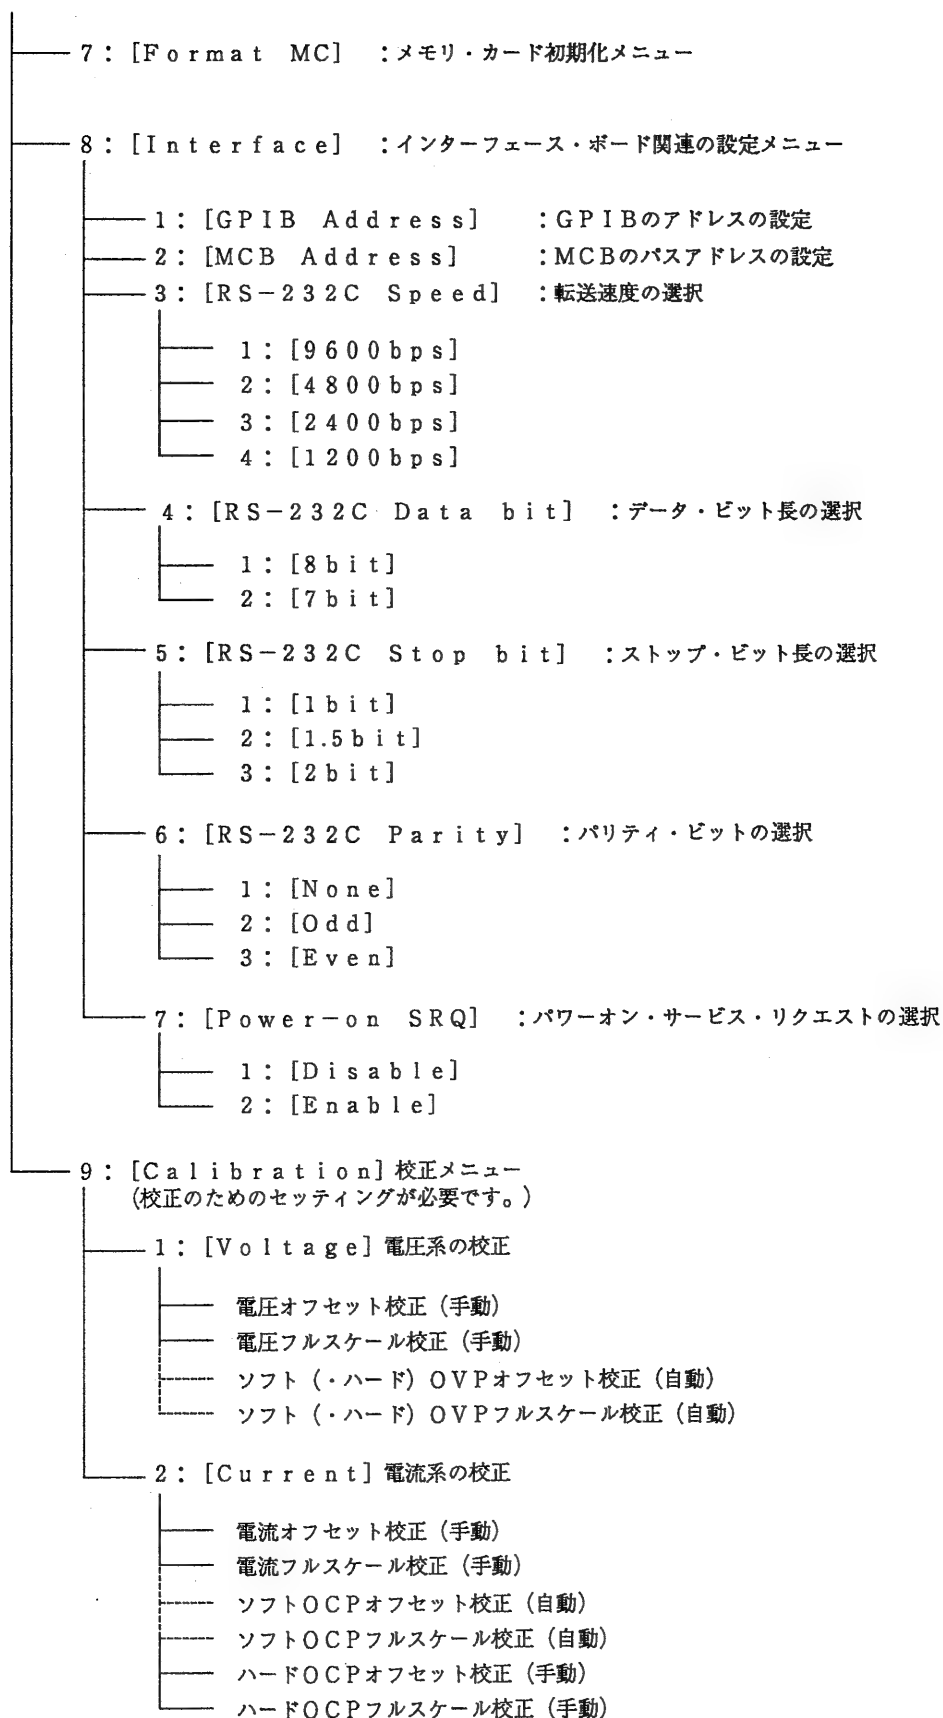 7：[Format MC] ：メモリ・カード初期化メニュー
8：[Interface] ：インターフェース・ボード関連の設定メニュー
1：[GPIB Address] ：GPIBのアドレスの設定
2：[MCB Address] ：MCBのバスアドレスの設定
3：[RS-232C Speed] ：転送速度の選択
1：[9600bps]
2：[4800bps]
3：[2400bps]
4：[1200bps]
4：[RS-232C Data bit] ：データ・ビット長の選択
1：[8bit]
2：[7bit]
5：[RS-232C Stop bit] ：ストップ・ビット長の選択
1：[1bit]
2：[1.5bit]
3：[2bit]
6：[RS-232C Parity] ：パリティ・ビットの選択
1：[None]
2：[Odd]
3：[Even]
7：[Power-on SRQ] ：パワーオン・サービス・リクエストの選択
1：[Disable]
2：[Enable]
9：[Calibration] 校正メニュー
(校正のためのセッティングが必要です。)
1：[Voltage] 電圧系の校正
電圧オフセット校正（手動）
電圧フルスケール校正（手動）
ソフト（・ハード）OVPオフセット校正（自動）
ソフト（・ハード）OVPフルスケール校正（自動）
2：[Current] 電流系の校正
電流オフセット校正（手動）
電流フルスケール校正（手動）
ソフトOCPオフセット校正（自動）
ソフトOCPフルスケール校正（自動）
ハードOCPオフセット校正（手動）
ハードOCPフルスケール校正（手動）